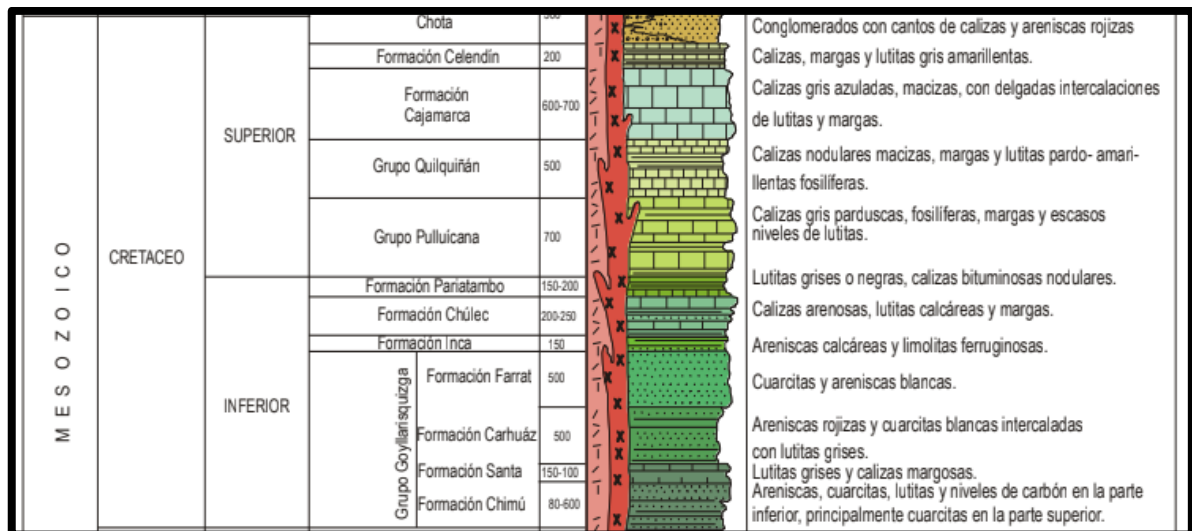 Chota
Conglomerados con cantos de calizas y areniscas rojizas
Formación Celendín 200 Calizas, margas y lutitas gris amarillentas.
Formación
Cajamarca
600-700
Calizas gris azuladas, macizas, con delgadas intercalaciones
de lutitas y margas.
SUPERIOR
Grupo Quilquiñán 500
Calizas nodulares macizas, margas y lutitas pardo- amari-
llentas fosilíferas.
Grupo Pulluicana 700
Calizas gris parduscas, fosilíferas, margas y escasos
niveles de lutitas.
MESOZOICO
CRETACEO
Formación Pariatambo 150-200 Lutitas grises o negras, calizas bituminosas nodulares.
Formación Chúlec 200-250 Calizas arenosas, lutitas calcáreas y margas.
Formación Inca 150 Areniscas calcáreas y limolitas ferruginosas.
INFERIOR
Grupo Goyllarisquizga
Formación Farrat 500 Cuarcitas y areniscas blancas.
Formación Carhuáz 500
Areniscas rojizas y cuarcitas blancas intercaladas
con lutitas grises.
Formación Santa 150-100 Lutitas grises y calizas margosas.
Formación Chimú 80-600
Areniscas, cuarcitas, lutitas y niveles de carbón en la parte
inferior, principalmente cuarcitas en la parte superior.